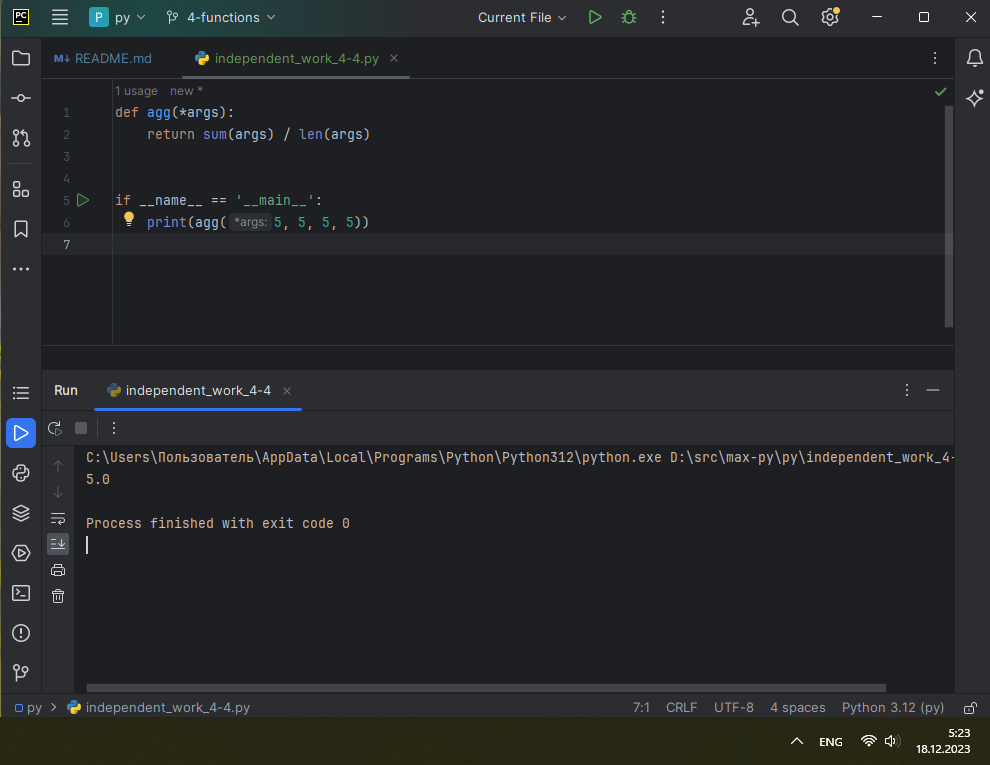 PC P py 4-functions Current File
README.md independent_work_4-4.py
1 usage new *
1 def agg(*args):
2 return sum(args) / len(args)
3
4
5 if __name__ == '__main__':
6 print(agg( *args: 5, 5, 5, 5))
7
Run independent_work_4-4
C:\Users\Пользователь\AppData\Local\Programs\Python\Python312\python.exe D:\src\max-py\py\independent_work_4-
5.0
Process finished with exit code 0
py > independent_work_4-4.py 7:1 CRLF UTF-8 4 spaces Python 3.12 (py)
ENG 5:23
18.12.2023